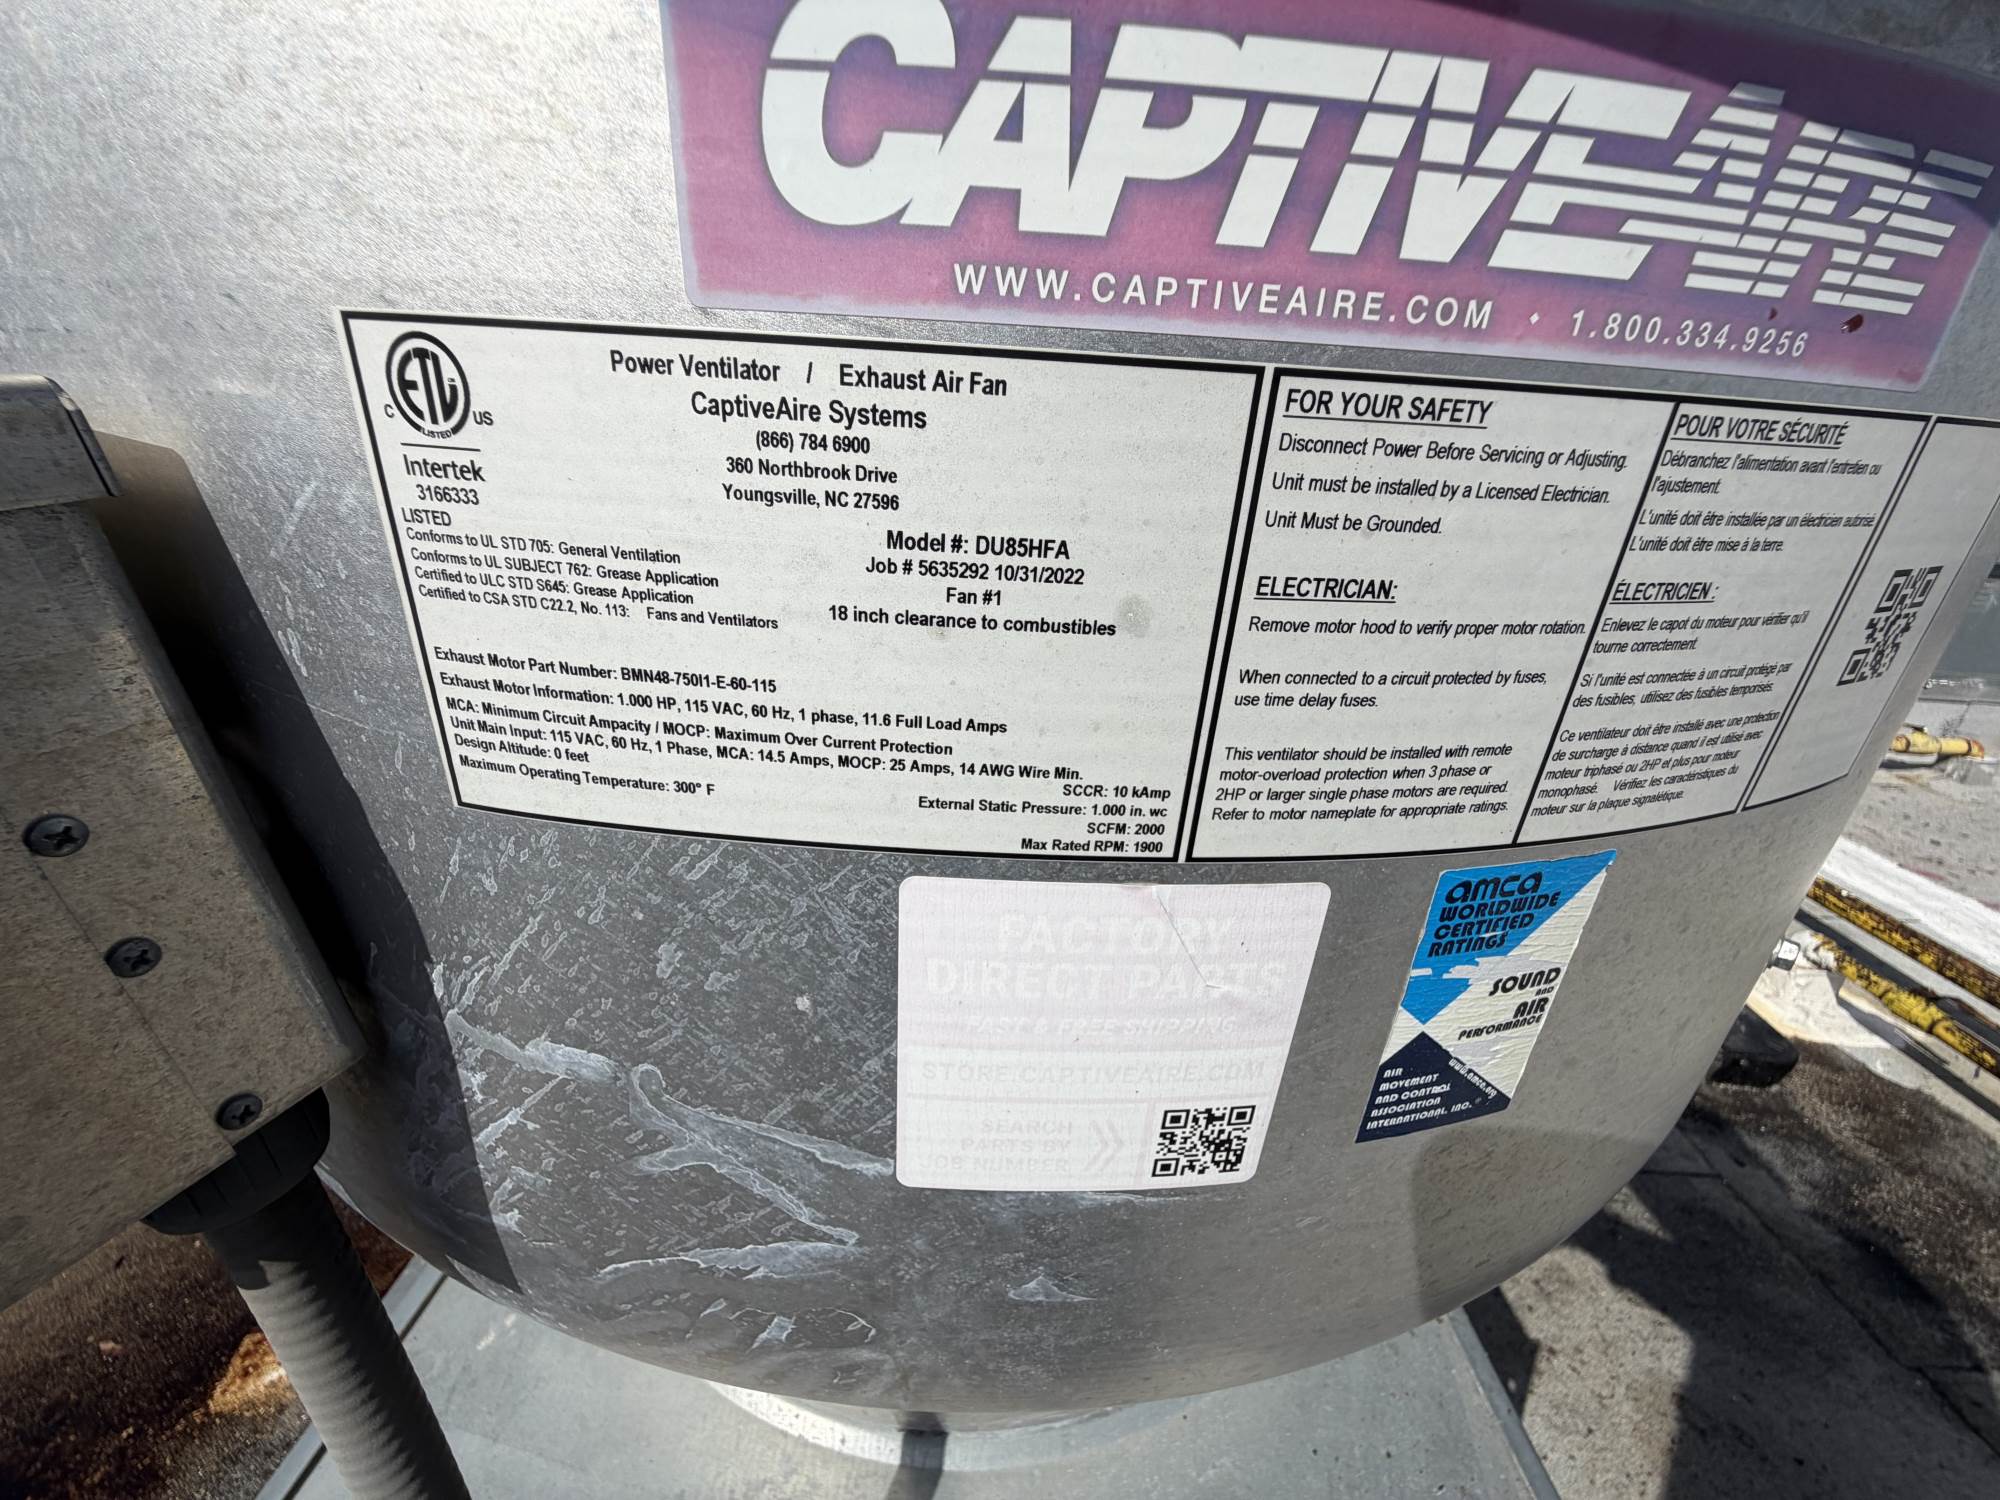 CAPTIVEAIRE
WWW.CAPTIVEAIRE.COM • 1.800.334.9256
ETL
CM
LISTED
C US
Intertek
3166333
LISTED
Conforms to UL STD 705: General Ventilation
Conforms to UL SUBJECT 762: Grease Application
Certified to ULC STD S645: Grease Application
Certified to CSA STD C22.2, No. 113: Fans and Ventilators
Power Ventilator / Exhaust Air Fan
CaptiveAire Systems
(866) 784 6900
360 Northbrook Drive
Youngsville, NC 27596
Model #: DU85HFA
Job # 5635292 10/31/2022
Fan #1
18 inch clearance to combustibles
Exhaust Motor Part Number: BMN48-750I1-E-60-115
Exhaust Motor Information: 1.000 HP, 115 VAC, 60 Hz, 1 phase, 11.6 Full Load Amps
MCA: Minimum Circuit Ampacity / MOCP: Maximum Over Current Protection
Unit Main Input: 115 VAC, 60 Hz, 1 Phase, MCA: 14.5 Amps, MOCP: 25 Amps, 14 AWG Wire Min.
Design Altitude: 0 feet
Maximum Operating Temperature: 300° F
SCCR: 10 kAmp
External Static Pressure: 1.000 in. wc
SCFM: 2000
Max Rated RPM: 1900
FOR YOUR SAFETY
Disconnect Power Before Servicing or Adjusting.
Unit must be installed by a Licensed Electrician.
Unit Must be Grounded.
ELECTRICIAN:
Remove motor hood to verify proper motor rotation.
When connected to a circuit protected by fuses,
use time delay fuses.
This ventilator should be installed with remote
motor-overload protection when 3 phase or
2HP or larger single phase motors are required.
Refer to motor nameplate for appropriate ratings.
POUR VOTRE SÉCURITÉ
Débranchez l'alimentation avant l'entretien ou
l'ajustement.
L'unité doit être installée par un électricien autorisé.
L'unité doit être mise à la terre.
ÉLECTRICIEN :
Enlevez le capot du moteur pour vérifier qu'il
tourne correctement.
Si l'unité est connectée à un circuit protégé par
des fusibles, utilisez des fusibles temporisés.
Ce ventilateur doit être installé avec une protection
de surcharge à distance quand il est utilisé avec
moteur triphasé ou 2HP et plus pour moteur
monophasé. Vérifiez les caractéristiques du
moteur sur la plaque signalétique.
FACTORY
DIRECT PARTS
FAST & FREE SHIPPING
STORE.CAPTIVEAIRE.COM
SEARCH
PARTS BY
JOB NUMBER
amca
WORLDWIDE
CERTIFIED
RATINGS
SOUND
AND
AIR
PERFORMANCE
www.amca.org
AIR
MOVEMENT
AND CONTROL
ASSOCIATION
INTERNATIONAL, INC.®